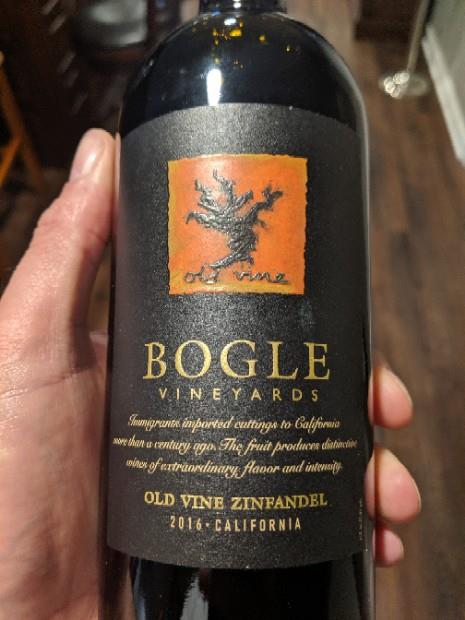 old vine
BOGLE
VINEYARDS
Immigrants imported cuttings to California
more than a century ago. The fruit produces distinctive
wines of extraordinary flavor and intensity.
OLD VINE ZINFANDEL
2016 · CALIFORNIA